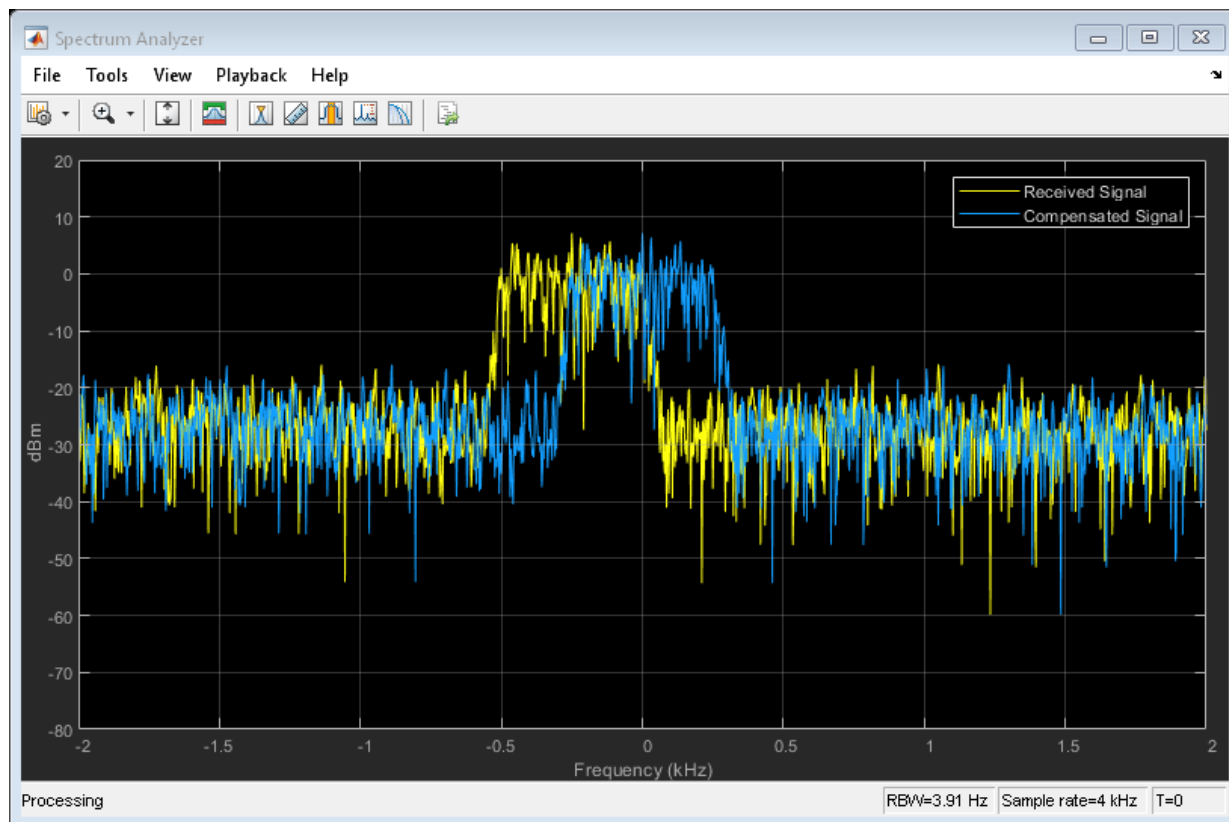 Spectrum Analyzer
File Tools View Playback Help
20
10
0
-10
-20
-30
-40
-50
-60
-70
-80
dBm
Received Signal
Compensated Signal
-2 -1.5 -1 -0.5 0 0.5 1 1.5 2
Frequency (kHz)
Processing RBW=3.91 Hz Sample rate=4 kHz T=0